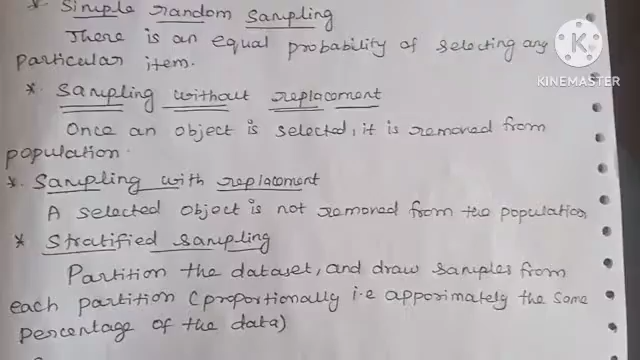 * Simple random sampling
There is an equal probability of selecting any
particular item.
* Sampling without replacement
Once an object is selected, it is removed from
population.
* Sampling with replacement
A selected object is not removed from the population.
* Stratified sampling
Partition the dataset, and draw samples from
each partition (proportionally i.e apporimately the same
percentage of the data)
K
KINEMASTER